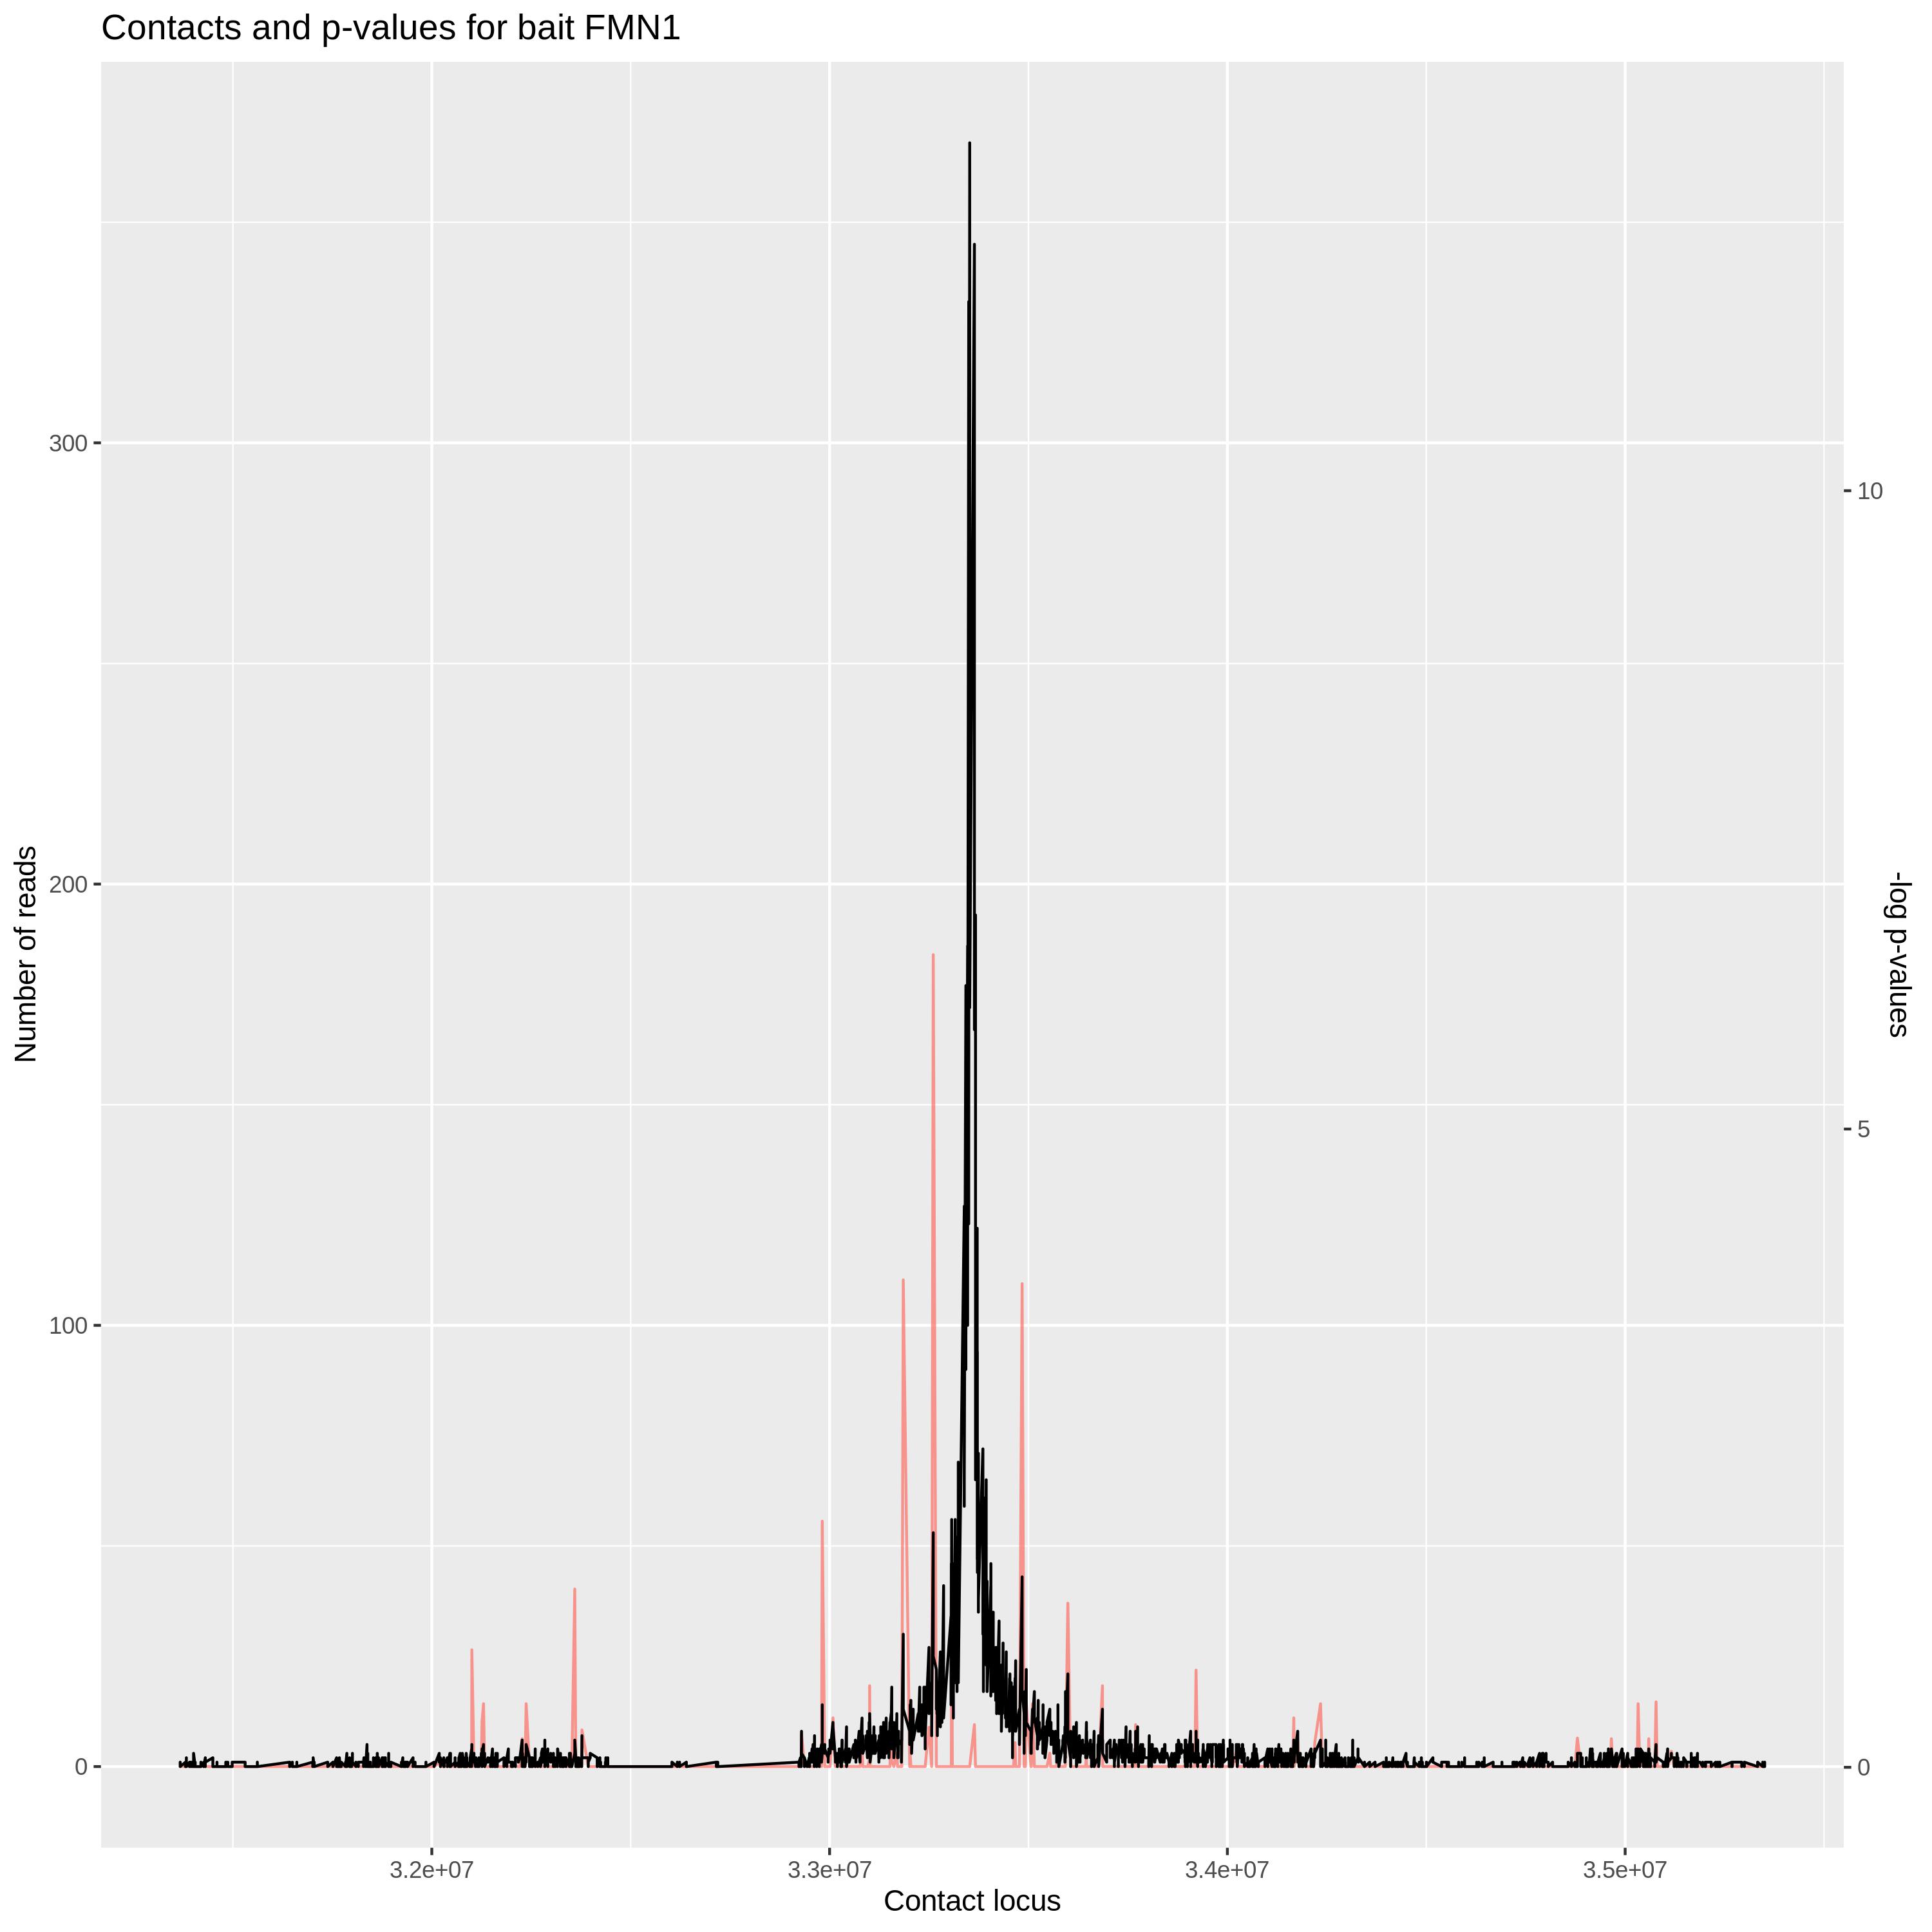 Contacts and p-values for bait FMN1
Number of reads
300
200
100
0
10
5
0
-log p-values
3.2e+07
3.3e+07
3.4e+07
3.5e+07
Contact locus